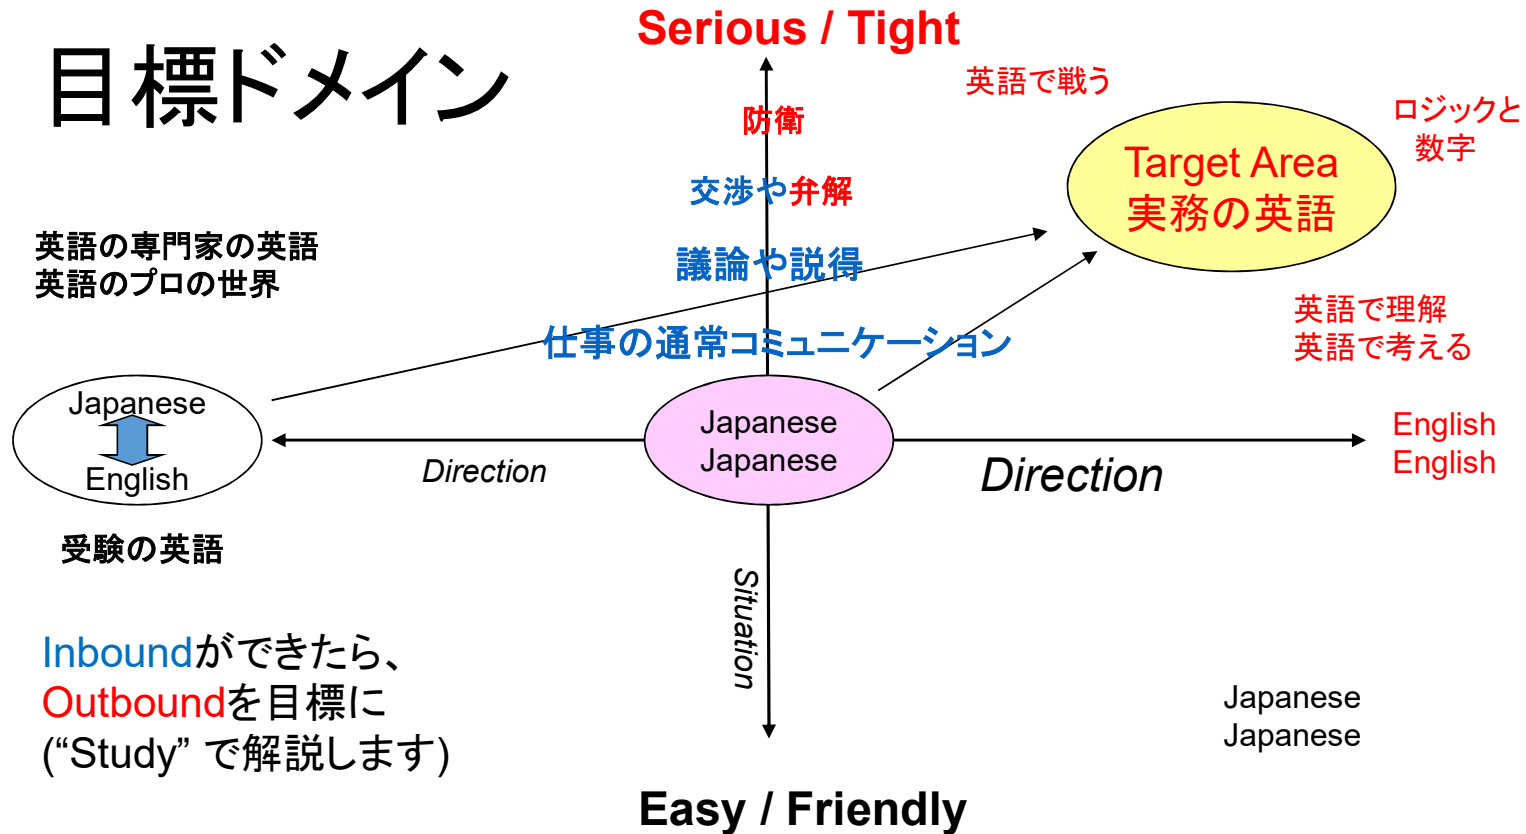 目標ドメイン
Serious / Tight
英語で戦う
ロジックと
数字
防衛
交渉や弁解
Target Area
実務の英語
英語の専門家の英語
英語のプロの世界
議論や説得
仕事の通常コミュニケーション
英語で理解
英語で考える
Japanese
English
Direction
Japanese
Japanese
Direction
English
English
受験の英語
Situation
Inboundができたら、
Outboundを目標に
(“Study” で解説します)
Japanese
Japanese
Easy / Friendly